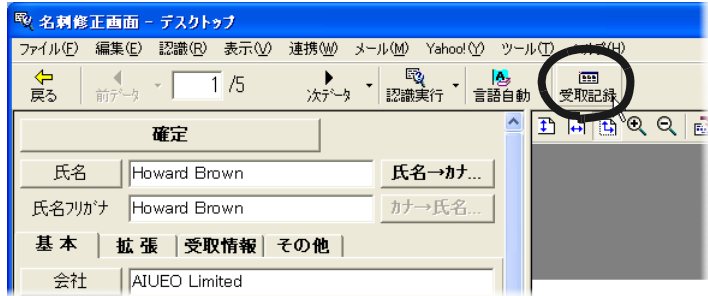 名刺修正画面 - デスクトップ
ファイル(F) 編集(E) 認識(R) 表示(V) 連携(W) メール(M) Yahoo!(Y) ツール(T) ヘルプ(H)
戻る 前データ 1 /5 次データ 認識実行 言語自動 受取記録
確定
氏名 Howard Brown 氏名→カナ...
氏名フリガナ Howard Brown カナ→氏名...
基本 拡張 受取情報 その他
会社 AIUEO Limited